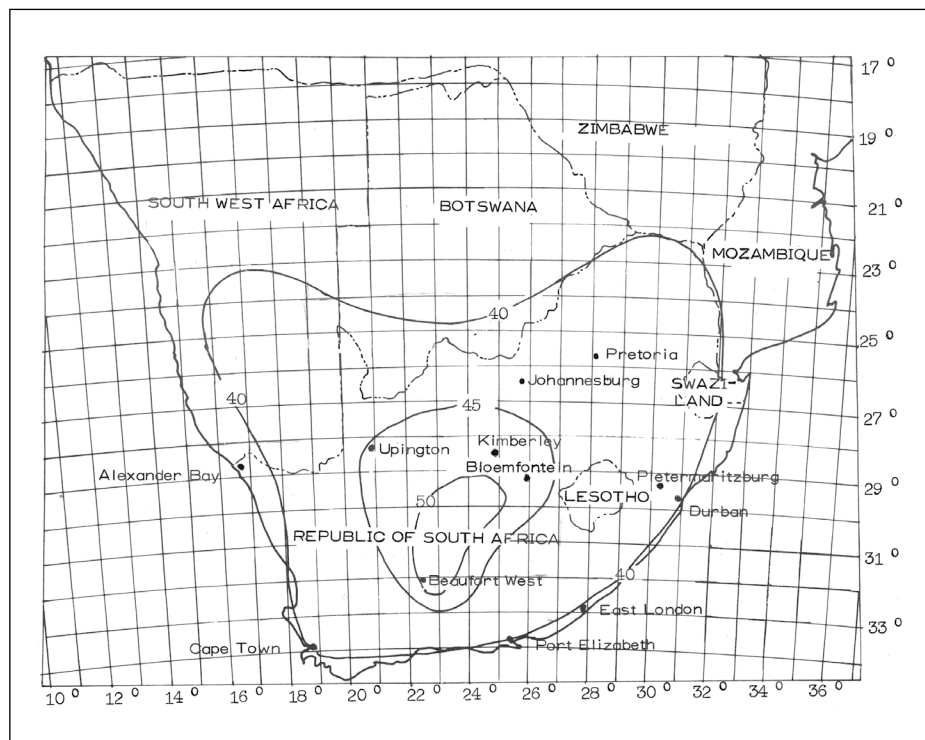 17 0
ZIMBABWE
19 0
SOUTH WEST AFRICA
BOTSWANA
21 0
MOZAMBIQUE
23 0
40
25 0
Pretoria
Johannesburg
SWAZI-
LAND
40
45
27 0
Upington
Kimberley
Alexander Bay
Bloemfontein
Pietermaritzburg
LESOTHO
29 0
50
Durban
REPUBLIC OF SOUTH AFRICA
31 0
40
Beaufort West
East London
33 0
Cape Town
Port Elizabeth
10 0 12 0 14 0 16 0 18 0 20 0 22 0 24 0 26 0 28 0 30 0 32 0 34 0 36 0